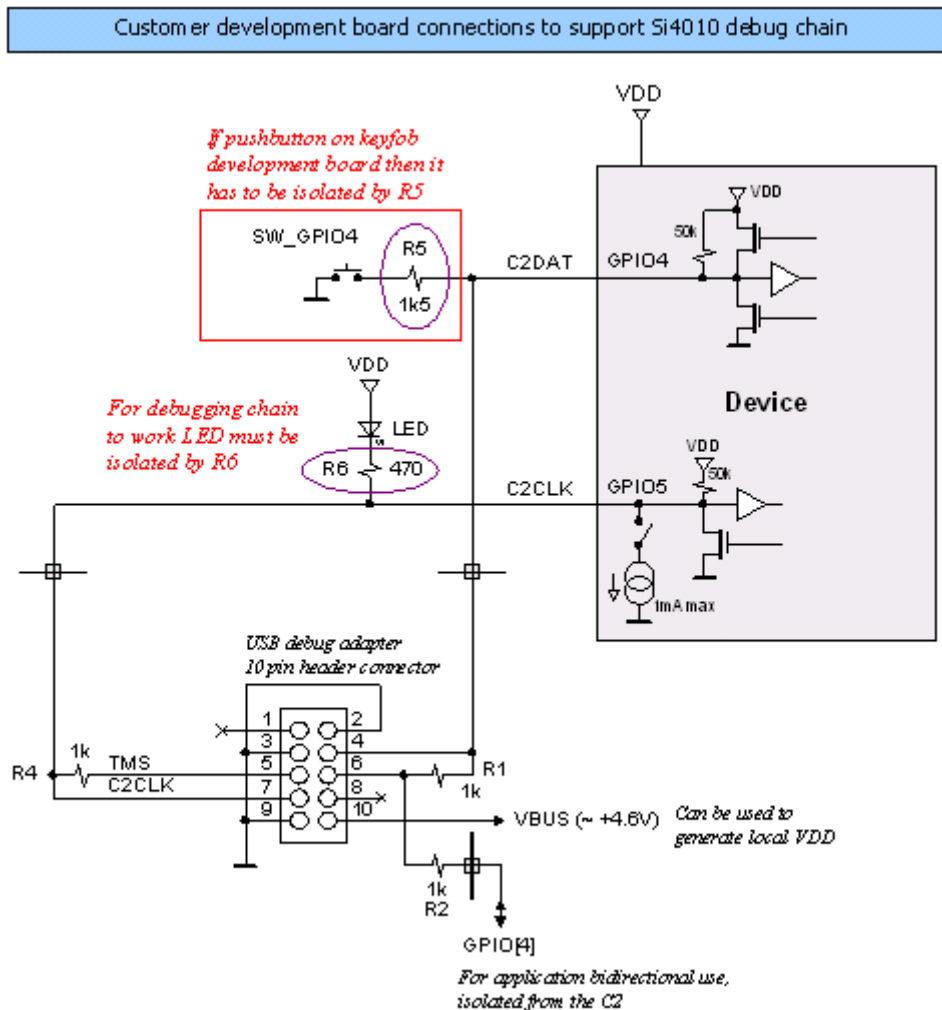 Customer development board connections to support Si4010 debug chain
VDD
If pushbutton on keyfob
development board then it
has to be isolated by R5
SW_GPIO4
R5
1k5
C2DAT
GPIO4
50k
VDD
VDD
LED
For debugging chain
to work LED must be
isolated by R6
R6
470
Device
C2CLK
GPIO5
VDD
50k
1mA max
USB debug adapter
10 pin header connector
1
2
3
4
5
6
7
8
9
10
R4
1k
TMS
C2CLK
R1
1k
VBUS (~ +4.6V)
Can be used to
generate local VDD
1k
R2
GPIO[4]
For application bidirectional use,
isolated from the C2